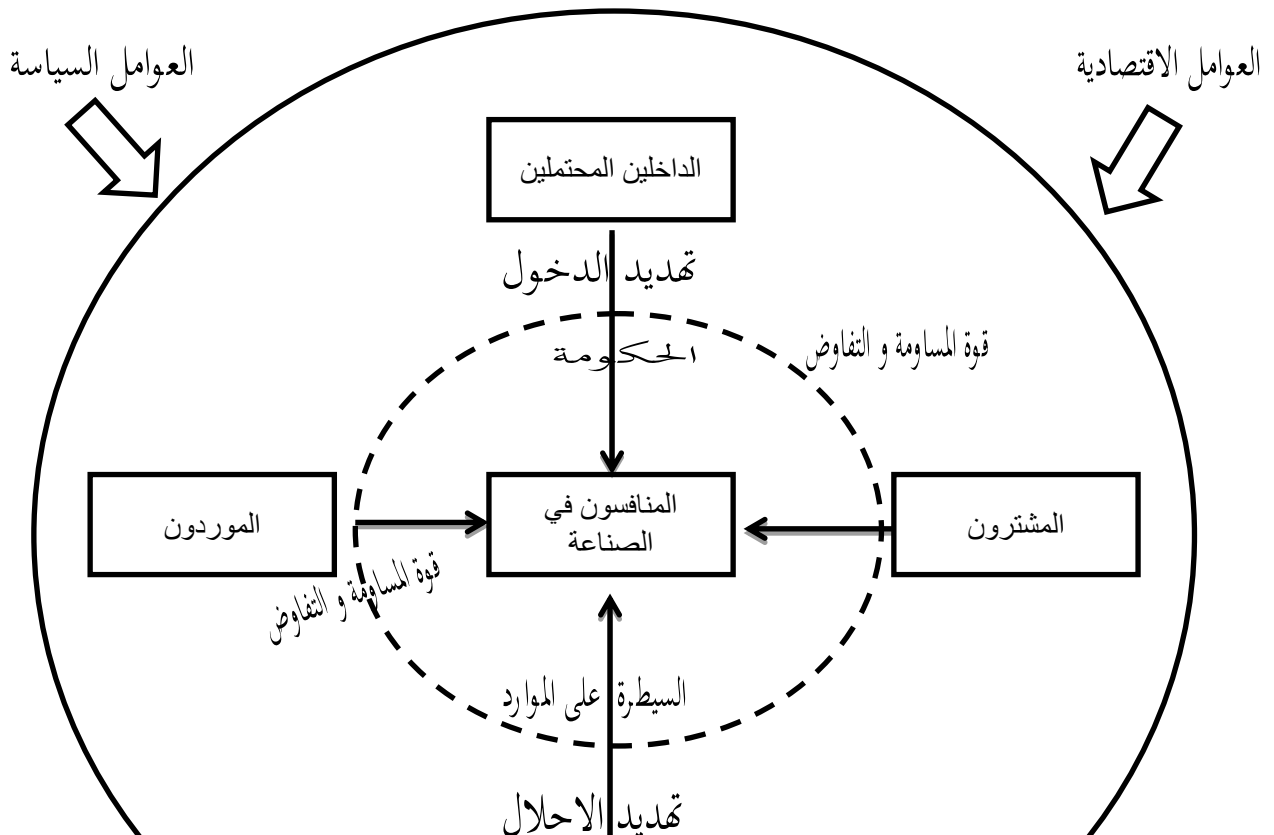 العوامل الاقتصادية
العوامل السياسة
الداخلين المحتملين
تهديد الدخول
قوة المساومة و التفاوض
الحكومة
المشترون
المنافسون في
الصناعة
الموردون
قوة المساومة و التفاوض
السيطرة على الموارد
تهديد الاحلال